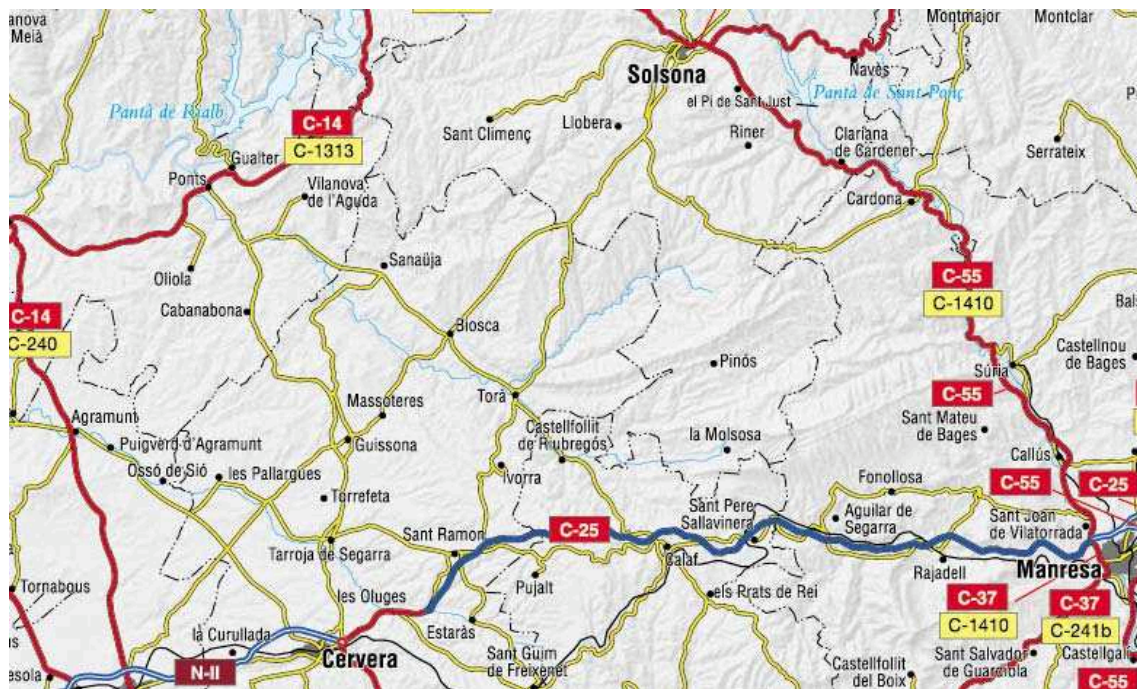 anova
Meià
Montmajor
Montclar
Solsona
Navès
Pantà de Rialb
el Pi de Sant Just
Pantà de Sant Ponç
C-14
C-1313
Sant Climenç
Llobera
Riner
Clariana
de Cardener
Serrateix
Gualter
Ponts
Vilanova
de l'Aguda
Cardona
Sanaüja
Oliola
C-55
C-1410
Cabanabona
C-14
C-240
Biosca
Castellnou
de Bages
Pinós
Súria
C-55
Massoteres
Torà
Agramunt
Castellfollit
de Riubregós
Sant Mateu
de Bages
Puigverd d'Agramunt
Guissona
la Molsosa
Callús
Ossó de Sió
les Pallargues
Ivorra
Fonollosa
C-55
C-25
Torrefeta
Sant Pere
Sallavinera
Aguilar de
Segarra
Sant Joan
de Vilatorrada
Sant Ramon
C-25
Tarroja de Segarra
Calaf
Rajadell
Manresa
Tornabous
Pujalt
les Oluges
els Prats de Rei
C-37
C-1410
C-37
C-241b
Estaràs
la Curullada
Cervera
Sant Guim
de Freixenet
N-II
esola
Castellfollit
del Boix
Sant Salvador
de Guardiola
Castellgalí
C-55